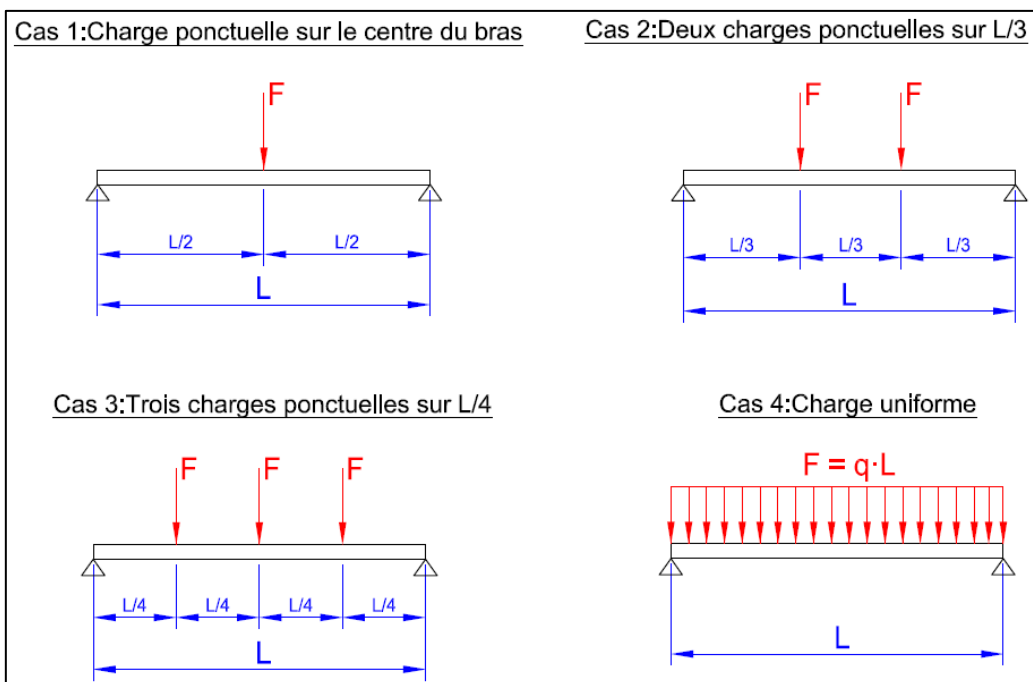 Cas 1:Charge ponctuelle sur le centre du bras
F
L/2 L/2
L
Cas 2:Deux charges ponctuelles sur L/3
F F
L/3 L/3 L/3
L
Cas 3:Trois charges ponctuelles sur L/4
F F F
L/4 L/4 L/4 L/4
L
Cas 4:Charge uniforme
F = q·L
L